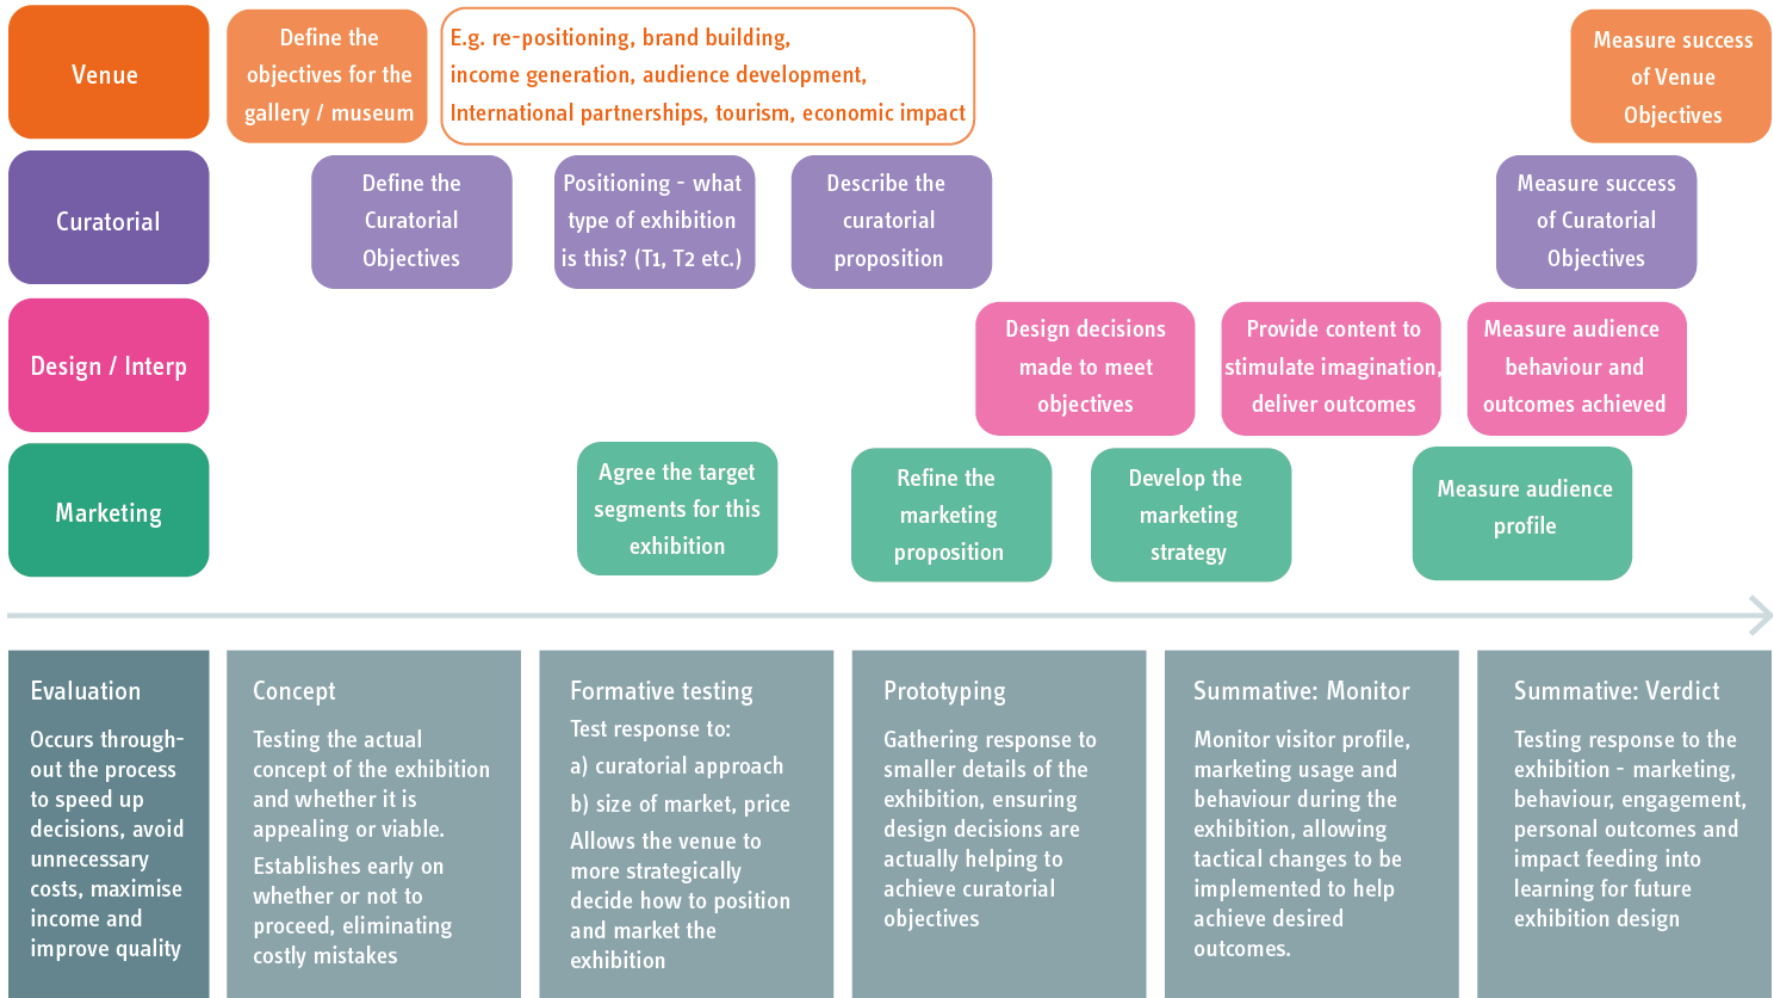 Venue
Define the
objectives for the
gallery / museum
E.g. re-positioning, brand building,
income generation, audience development,
International partnerships, tourism, economic impact
Measure success
of Venue
Objectives
Curatorial
Define the
Curatorial
Objectives
Positioning - what
type of exhibition
is this? (T1, T2 etc.)
Describe the
curatorial
proposition
Measure success
of Curatorial
Objectives
Design / Interp
Design decisions
made to meet
objectives
Provide content to
stimulate imagination,
deliver outcomes
Measure audience
behaviour and
outcomes achieved
Marketing
Agree the target
segments for this
exhibition
Refine the
marketing
proposition
Develop the
marketing
strategy
Measure audience
profile
Evaluation
Occurs through-
out the process
to speed up
decisions, avoid
unnecessary
costs, maximise
income and
improve quality
Concept
Testing the actual
concept of the exhibition
and whether it is
appealing or viable.
Establishes early on
whether or not to
proceed, eliminating
costly mistakes
Formative testing
Test response to:
a) curatorial approach
b) size of market, price
Allows the venue to
more strategically
decide how to position
and market the
exhibition
Prototyping
Gathering response to
smaller details of the
exhibition, ensuring
design decisions are
actually helping to
achieve curatorial
objectives
Summative: Monitor
Monitor visitor profile,
marketing usage and
behaviour during the
exhibition, allowing
tactical changes to be
implemented to help
achieve desired
outcomes.
Summative: Verdict
Testing response to the
exhibition - marketing,
behaviour, engagement,
personal outcomes and
impact feeding into
learning for future
exhibition design